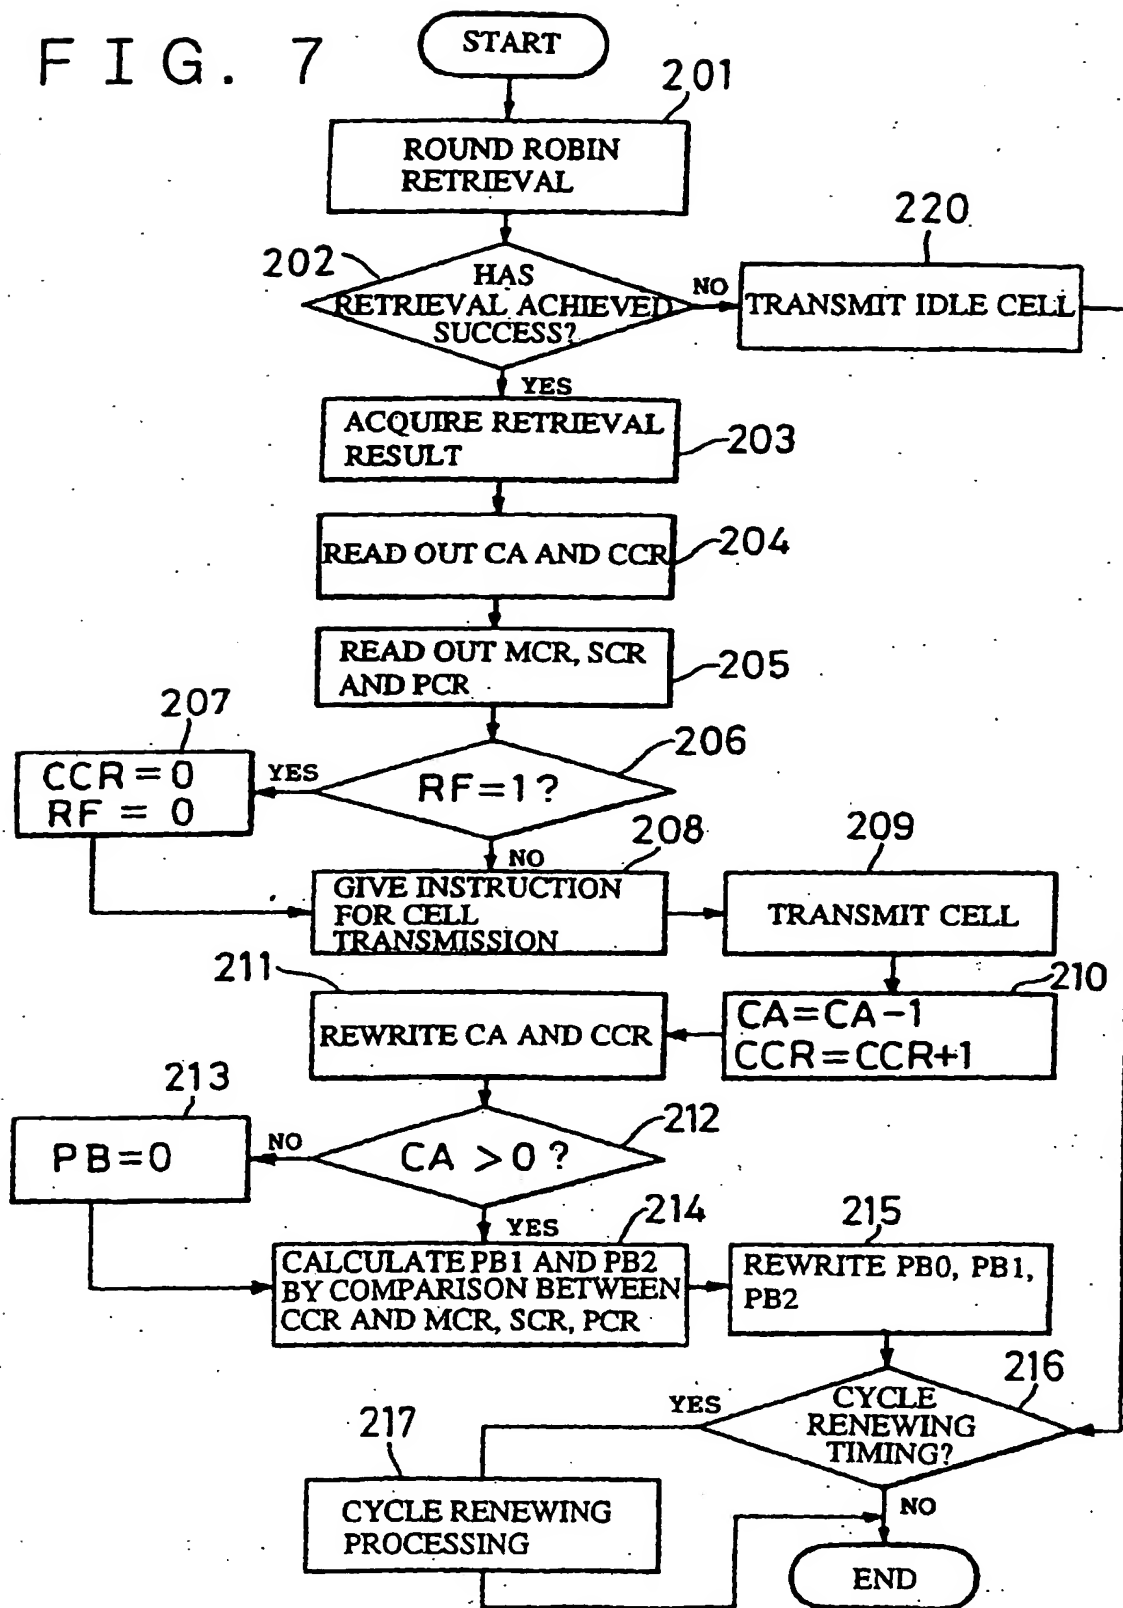 FIG. 7
START
201
ROUND ROBIN
RETRIEVAL
202
HAS
RETRIEVAL ACHIEVED
SUCCESS?
NO
220
TRANSMIT IDLE CELL
YES
ACQUIRE RETRIEVAL
RESULT
203
READ OUT CA AND CCR
204
READ OUT MCR, SCR
AND PCR
205
206
RF=1?
YES
207
CCR=0
RF = 0
NO
208
GIVE INSTRUCTION
FOR CELL
TRANSMISSION
209
TRANSMIT CELL
210
CA=CA-1
CCR=CCR+1
211
REWRITE CA AND CCR
212
CA >0 ?
NO
213
PB=0
YES
214
CALCULATE PB1 AND PB2
BY COMPARISON BETWEEN
CCR AND MCR, SCR, PCR
215
REWRITE PB0, PB1,
PB2
216
CYCLE
RENEWING
TIMING?
YES
217
CYCLE RENEWING
PROCESSING
NO
END